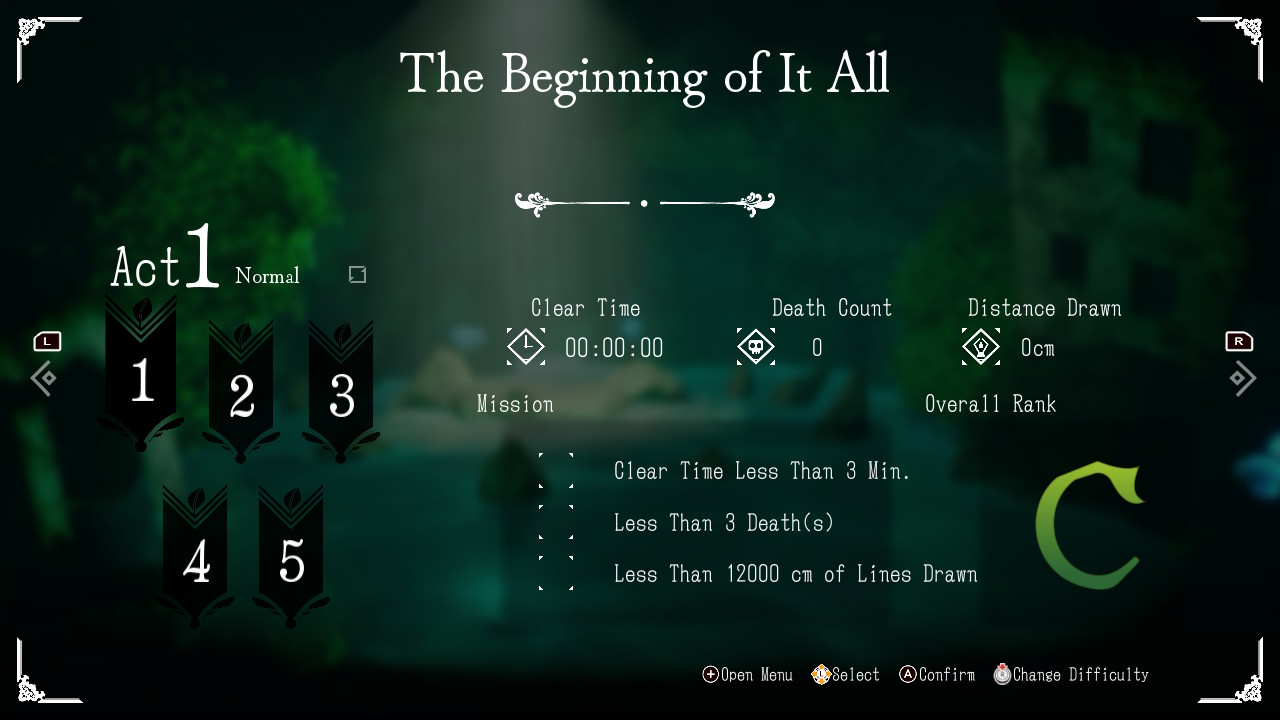 The Beginning of It All
Act 1 Normal
1 2 3
4 5
L
R
Clear Time Death Count Distance Drawn
00:00:00 0 0cm
Mission Overall Rank
Clear Time Less Than 3 Min.
Less Than 3 Death(s)
Less Than 12000 cm of Lines Drawn
C
Open Menu Select A Confirm Change Difficulty